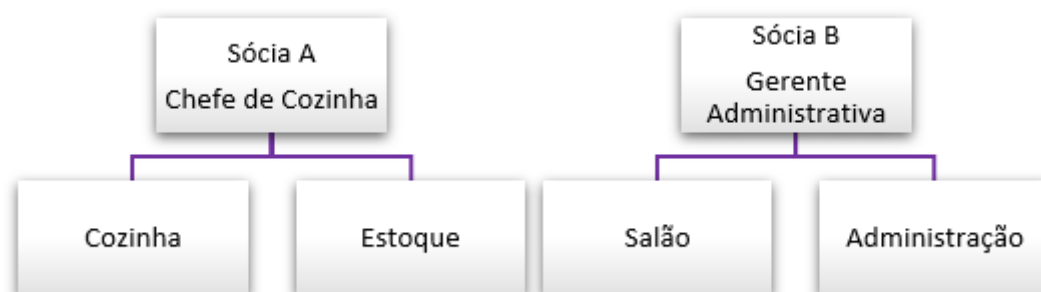 Sócia A
Chefe de Cozinha
Sócia B
Gerente
Administrativa
Cozinha
Estoque
Salão
Administração